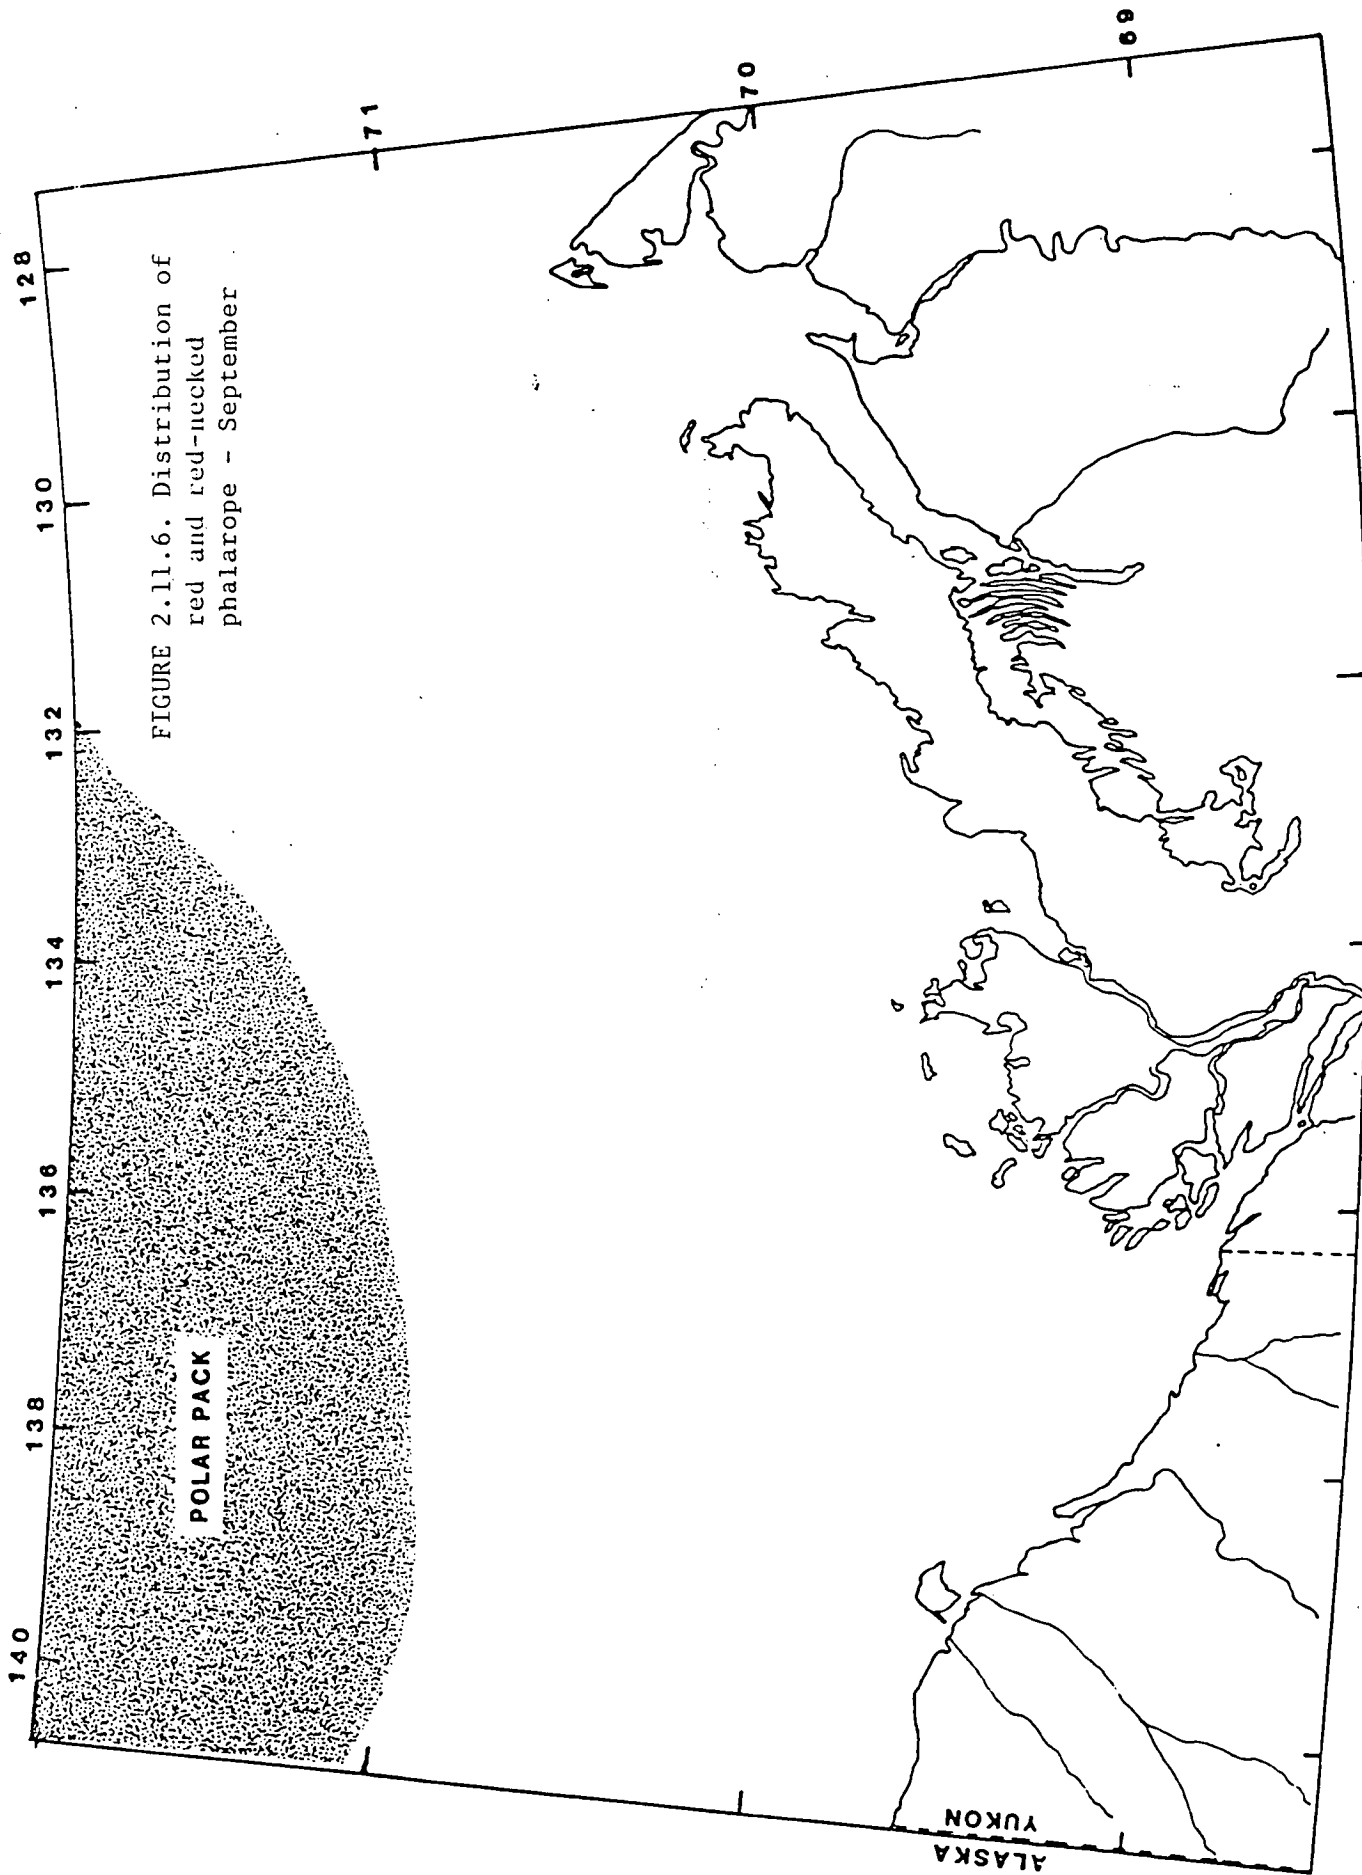 140
138
136
134
132
130
128
FIGURE 2.11.6. Distribution of
red and red-necked
phalarope - September
POLAR PACK
71
70
69
ALASKA
YUKON